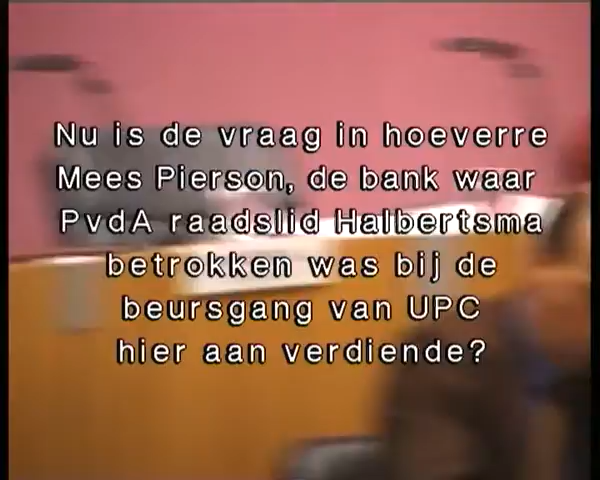 Nu is de vraag in hoeverre
Mees Pierson, de bank waar
PvdA raadslid Halbertsma
betrokken was bij de
beursgang van UPC
hier aan verdiende?